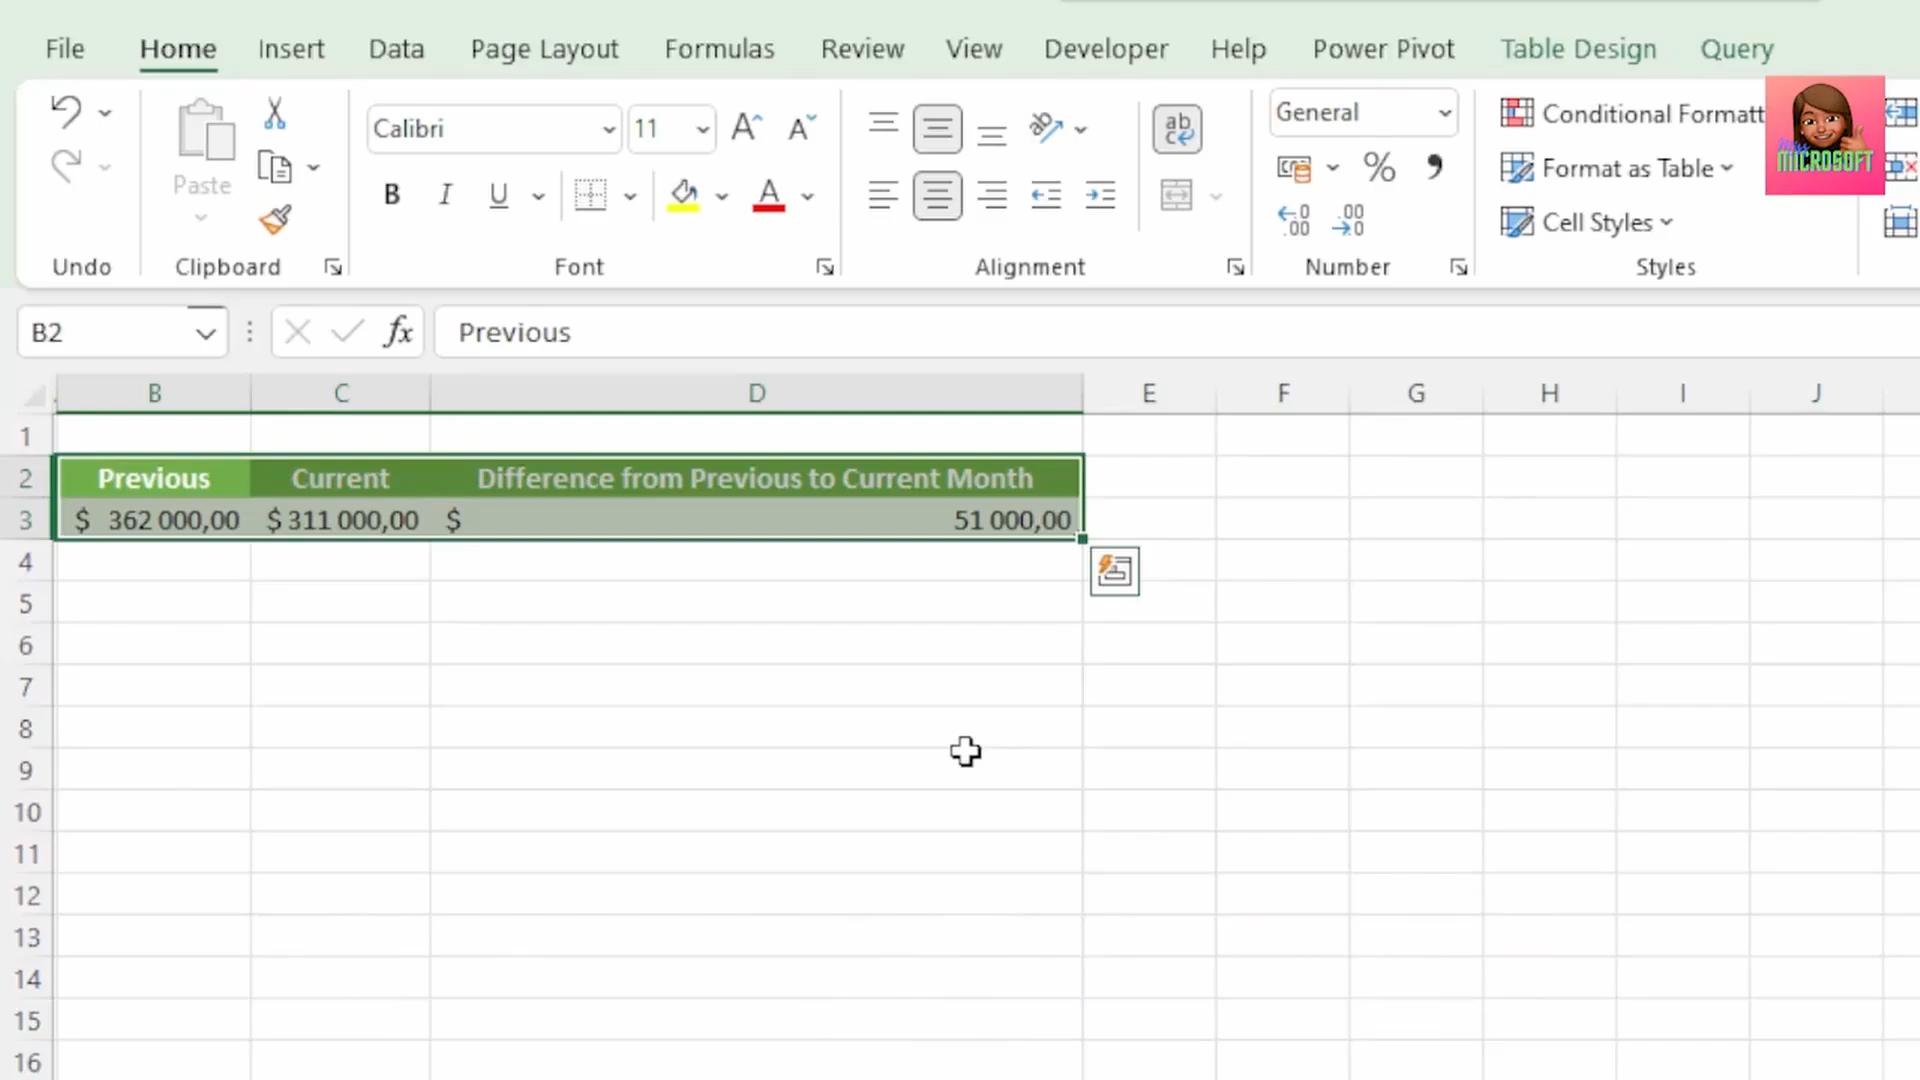 File Home Insert Data Page Layout Formulas Review View Developer Help Power Pivot Table Design Query
Calibri 11 General Conditional Formatt
Paste Format as Table
B I U A % Cell Styles
Undo Clipboard Font Alignment Number Styles
Miss
MICROSOFT
B2 fx Previous
B C D E F G H I J
1
2 Previous Current Difference from Previous to Current Month
3 $ 362 000,00 $ 311 000,00 $ 51 000,00
4
5
6
7
8
9
10
11
12
13
14
15
16